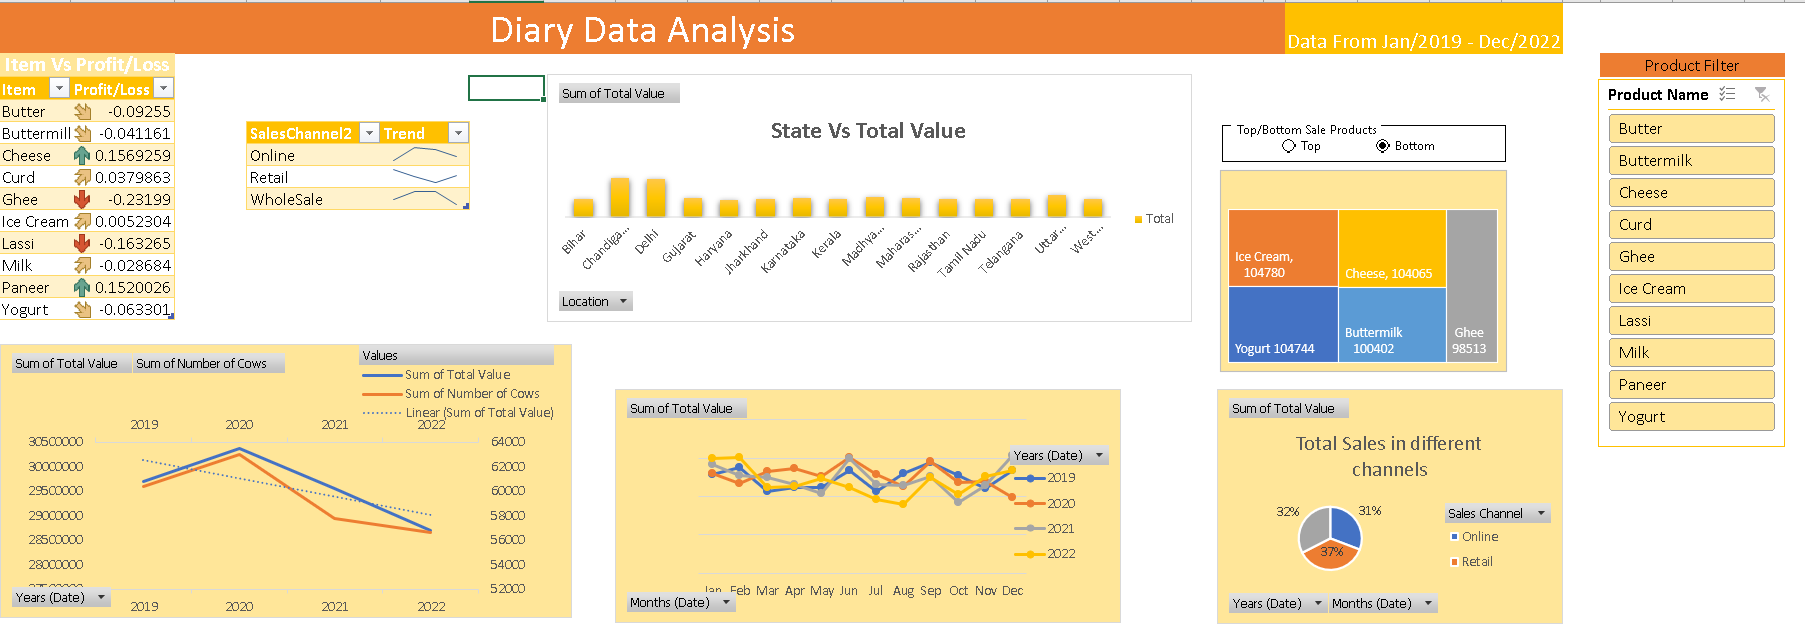 Diary Data Analysis
Data From Jan/2019 - Dec/2022
Item Vs Profit/Loss
Item Profit/Loss
Butter -0.09255
Buttermill -0.041161
Cheese 0.1569259
Curd 0.0379863
Ghee -0.23199
Ice Cream 0.0052304
Lassi -0.163265
Milk -0.028684
Paneer 0.1520026
Yogurt -0.063301
SalesChannel2 Trend
Online
Retail
WholeSale
Sum of Total Value
State Vs Total Value
Total
Bihar
Chandiga...
Delhi
Gujarat
Haryana
Jharkhand
Karnataka
Kerala
Madhya...
Maharas...
Rajasthan
Tamil Nadu
Telangana
Uttar...
West...
Location
Top/Bottom Sale Products
Top Bottom
Ice Cream,
104780
Cheese, 104065
Yogurt 104744
Buttermilk
100402
Ghee
98513
Product Filter
Product Name
Butter
Buttermilk
Cheese
Curd
Ghee
Ice Cream
Lassi
Milk
Paneer
Yogurt
Sum of Total Value Sum of Number of Cows
Values
Sum of Total Value
Sum of Number of Cows
Linear (Sum of Total Value)
2019 2020 2021 2022
30500000 64000
30000000 62000
29500000 60000
29000000 58000
28500000 56000
28000000 54000
27500000 52000
2019 2020 2021 2022
Years (Date)
Sum of Total Value
Years (Date)
2019
2020
2021
2022
Jan Feb Mar Apr May Jun Jul Aug Sep Oct Nov Dec
Months (Date)
Sum of Total Value
Total Sales in different
channels
32% 31%
37%
Sales Channel
Online
Retail
Years (Date) Months (Date)